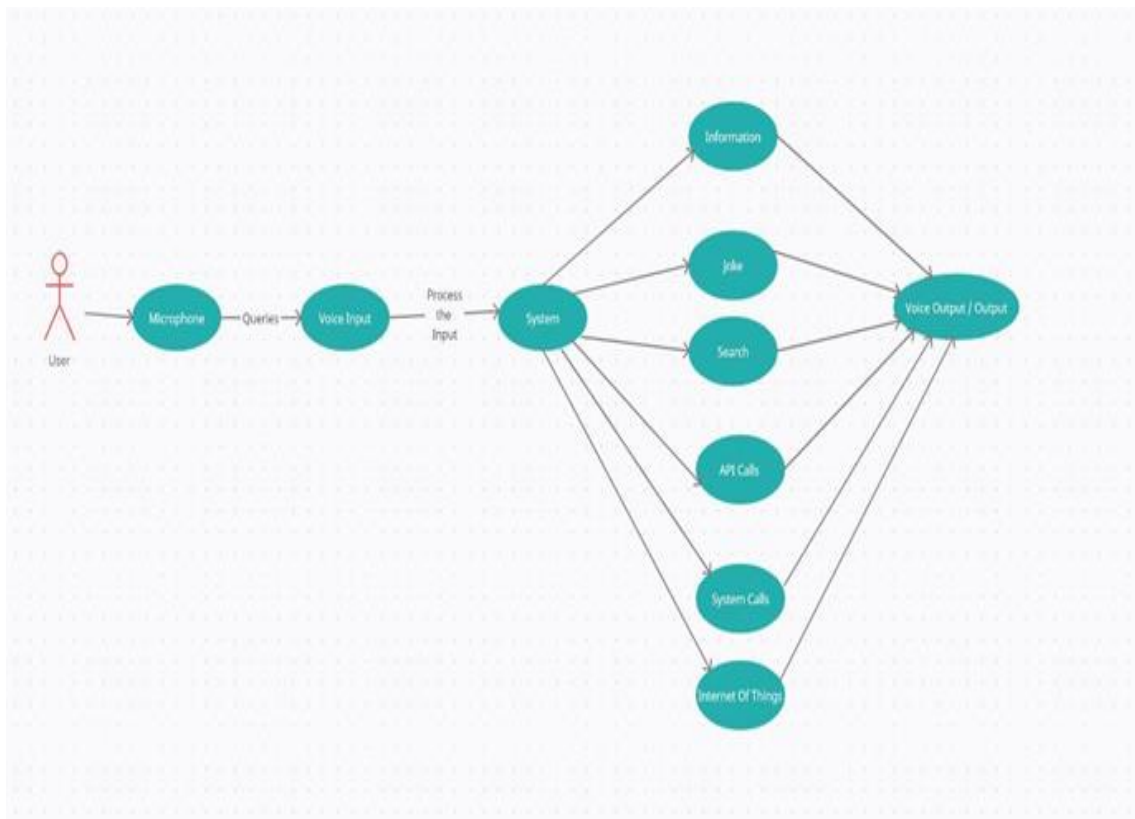 User
Microphone
Queries
Voice Input
Process
the
Input
System
Information
Joke
Search
API Calls
System Calls
Internet Of Things
Voice Output / Output